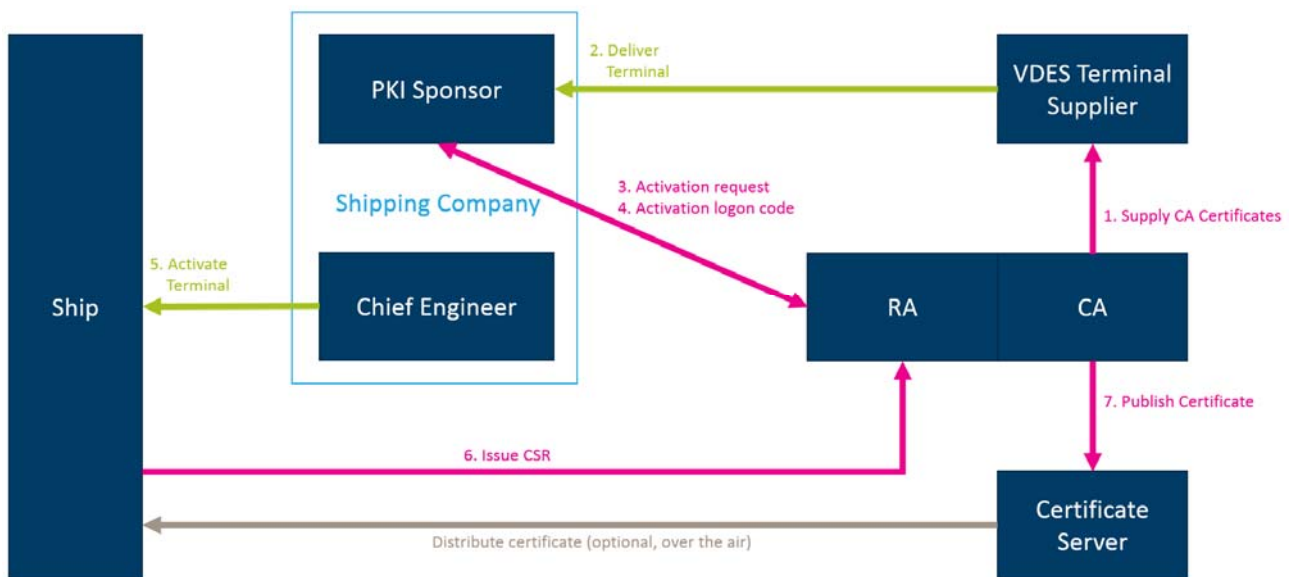 2. Deliver
Terminal
PKI Sponsor
VDES Terminal
Supplier
3. Activation request
4. Activation logon code
Shipping Company
1. Supply CA Certificates
5. Activate
Terminal
Ship
Chief Engineer
RA
CA
7. Publish Certificate
6. Issue CSR
Certificate
Server
Distribute certificate (optional, over the air)